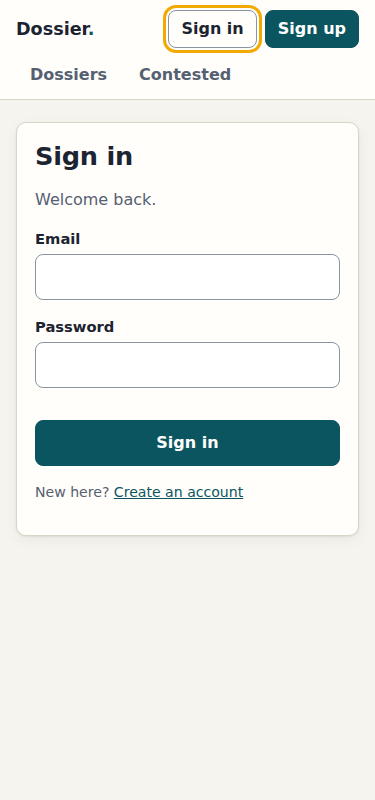 Dossier. Sign in Sign up
Dossiers Contested
Sign in
Welcome back.
Email
Password
Sign in
New here? Create an account